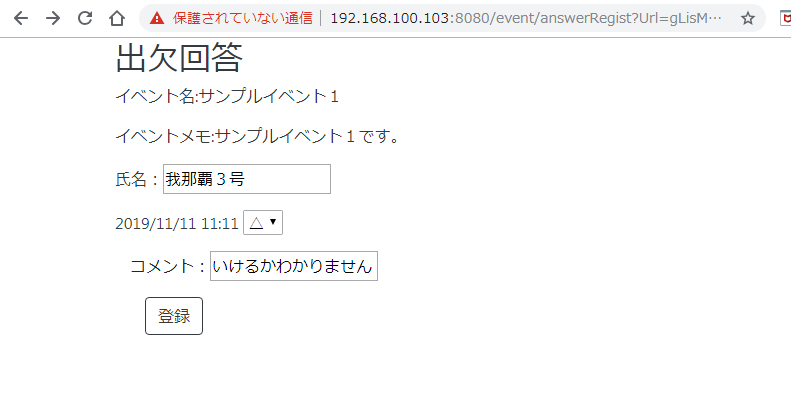 保護されていない通信 | 192.168.100.103:8080/event/answerRegist?Url=gLisM…
出欠回答
イベント名:サンプルイベント１
イベントメモ:サンプルイベント１です。
氏名：我那覇３号
2019/11/11 11:11 △
コメント：いけるかわかりません
登録